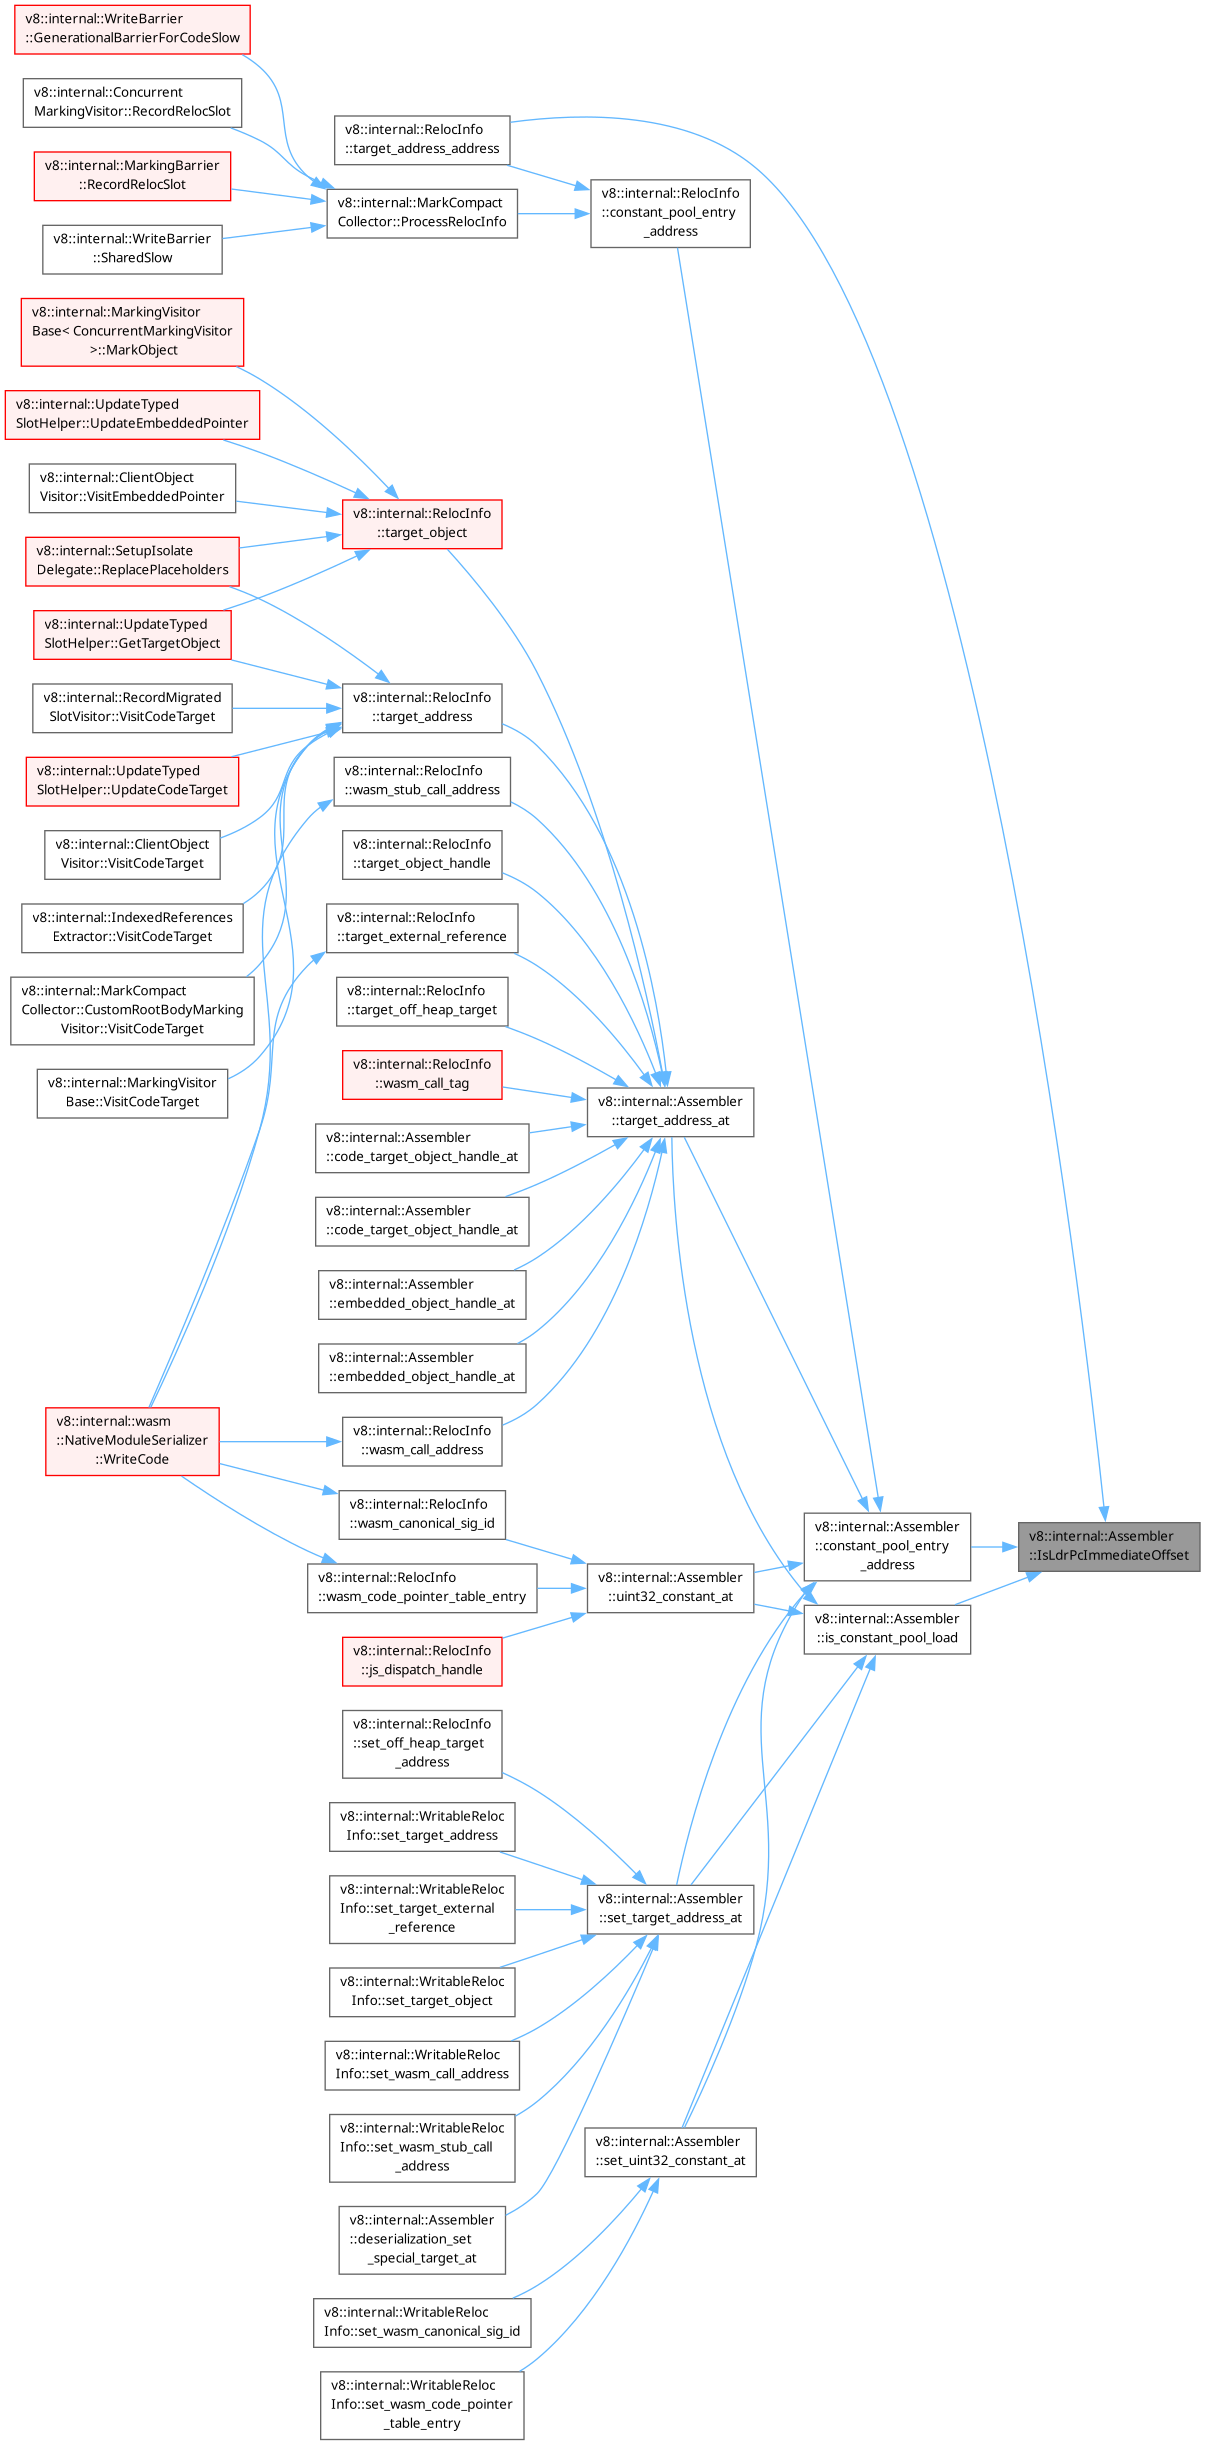 v8::internal::WriteBarrier
::GenerationalBarrierForCodeSlow
v8::internal::Concurrent
MarkingVisitor::RecordRelocSlot
v8::internal::MarkingBarrier
::RecordRelocSlot
v8::internal::WriteBarrier
::SharedSlow
v8::internal::RelocInfo
::target_address_address
v8::internal::MarkCompact
Collector::ProcessRelocInfo
v8::internal::RelocInfo
::constant_pool_entry
_address
v8::internal::MarkingVisitor
Base< ConcurrentMarkingVisitor
>::MarkObject
v8::internal::UpdateTyped
SlotHelper::UpdateEmbeddedPointer
v8::internal::ClientObject
Visitor::VisitEmbeddedPointer
v8::internal::SetupIsolate
Delegate::ReplacePlaceholders
v8::internal::UpdateTyped
SlotHelper::GetTargetObject
v8::internal::RecordMigrated
SlotVisitor::VisitCodeTarget
v8::internal::UpdateTyped
SlotHelper::UpdateCodeTarget
v8::internal::ClientObject
Visitor::VisitCodeTarget
v8::internal::IndexedReferences
Extractor::VisitCodeTarget
v8::internal::MarkCompact
Collector::CustomRootBodyMarking
Visitor::VisitCodeTarget
v8::internal::MarkingVisitor
Base::VisitCodeTarget
v8::internal::wasm
::NativeModuleSerializer
::WriteCode
v8::internal::RelocInfo
::target_object
v8::internal::RelocInfo
::target_address
v8::internal::RelocInfo
::wasm_stub_call_address
v8::internal::RelocInfo
::target_object_handle
v8::internal::RelocInfo
::target_external_reference
v8::internal::RelocInfo
::target_off_heap_target
v8::internal::RelocInfo
::wasm_call_tag
v8::internal::Assembler
::code_target_object_handle_at
v8::internal::Assembler
::code_target_object_handle_at
v8::internal::Assembler
::embedded_object_handle_at
v8::internal::Assembler
::embedded_object_handle_at
v8::internal::RelocInfo
::wasm_call_address
v8::internal::RelocInfo
::wasm_canonical_sig_id
v8::internal::RelocInfo
::wasm_code_pointer_table_entry
v8::internal::RelocInfo
::js_dispatch_handle
v8::internal::RelocInfo
::set_off_heap_target
_address
v8::internal::WritableReloc
Info::set_target_address
v8::internal::WritableReloc
Info::set_target_external
_reference
v8::internal::WritableReloc
Info::set_target_object
v8::internal::WritableReloc
Info::set_wasm_call_address
v8::internal::WritableReloc
Info::set_wasm_stub_call
_address
v8::internal::Assembler
::deserialization_set
_special_target_at
v8::internal::WritableReloc
Info::set_wasm_canonical_sig_id
v8::internal::WritableReloc
Info::set_wasm_code_pointer
_table_entry
v8::internal::Assembler
::target_address_at
v8::internal::Assembler
::uint32_constant_at
v8::internal::Assembler
::set_target_address_at
v8::internal::Assembler
::set_uint32_constant_at
v8::internal::Assembler
::constant_pool_entry
_address
v8::internal::Assembler
::is_constant_pool_load
v8::internal::Assembler
::IsLdrPcImmediateOffset